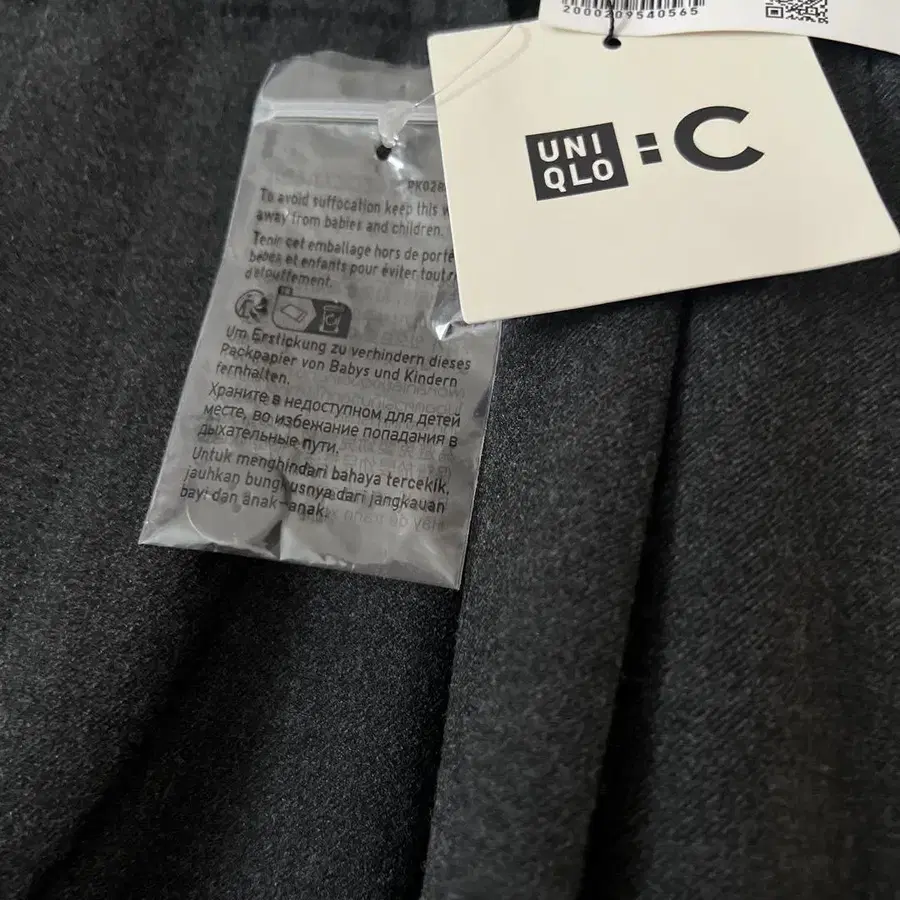 2000209540565
UNI
QLO
: C
To avoid suffocation keep this
away from babies and children.
Tenir cet emballage hors de
bébés et enfants pour éviter tout
d'étouffement.
Um Erstickung zu verhindern dieses
Packpapier von Babys und Kindern
fernhalten.
Храните в недоступном для детей
месте, во избежание попадания в
дыхательные пути.
Untuk menghindari bahaya tercekik,
jauhkan bungkusnya dari jangkauan
bayi dan anak-anak.